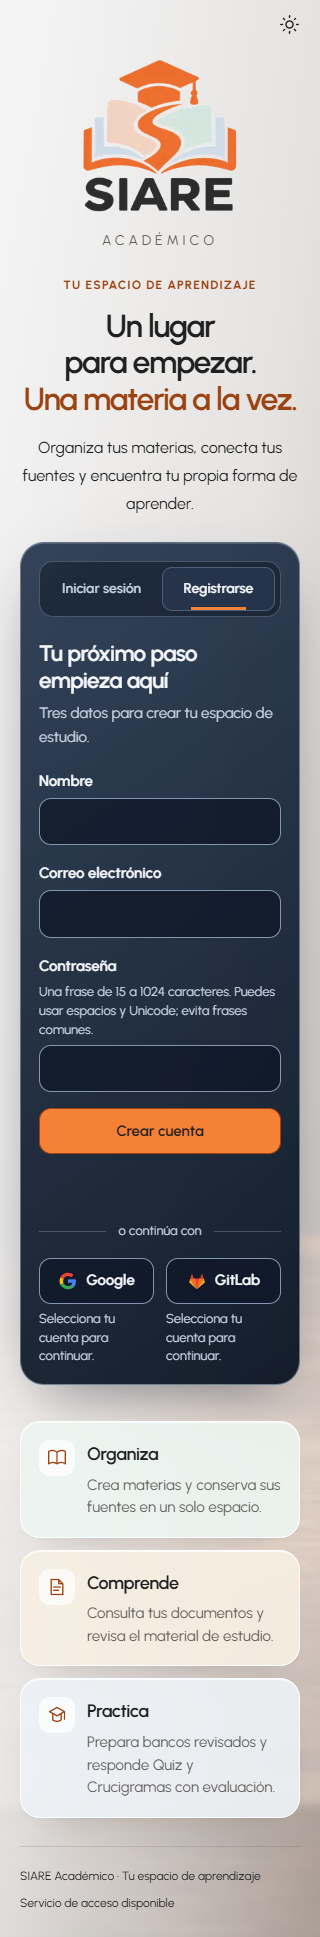 SIARE
ACADÉMICO
TU ESPACIO DE APRENDIZAJE
Un lugar
para empezar.
Una materia a la vez.
Organiza tus materias, conecta tus
fuentes y encuentra tu propia forma de
aprender.
Iniciar sesión
Registrarse
Tu próximo paso
empieza aquí
Tres datos para crear tu espacio de
estudio.
Nombre
Correo electrónico
Contraseña
Una frase de 15 a 1024 caracteres. Puedes
usar espacios y Unicode; evita frases
comunes.
Crear cuenta
o continúa con
Google
Selecciona tu
cuenta para
continuar.
GitLab
Selecciona tu
cuenta para
continuar.
Organiza
Crea materias y conserva sus
fuentes en un solo espacio.
Comprende
Consulta tus documentos y
revisa el material de estudio.
Practica
Prepara bancos revisados y
responde Quiz y
Crucigramas con evaluación.
SIARE Académico · Tu espacio de aprendizaje
Servicio de acceso disponible